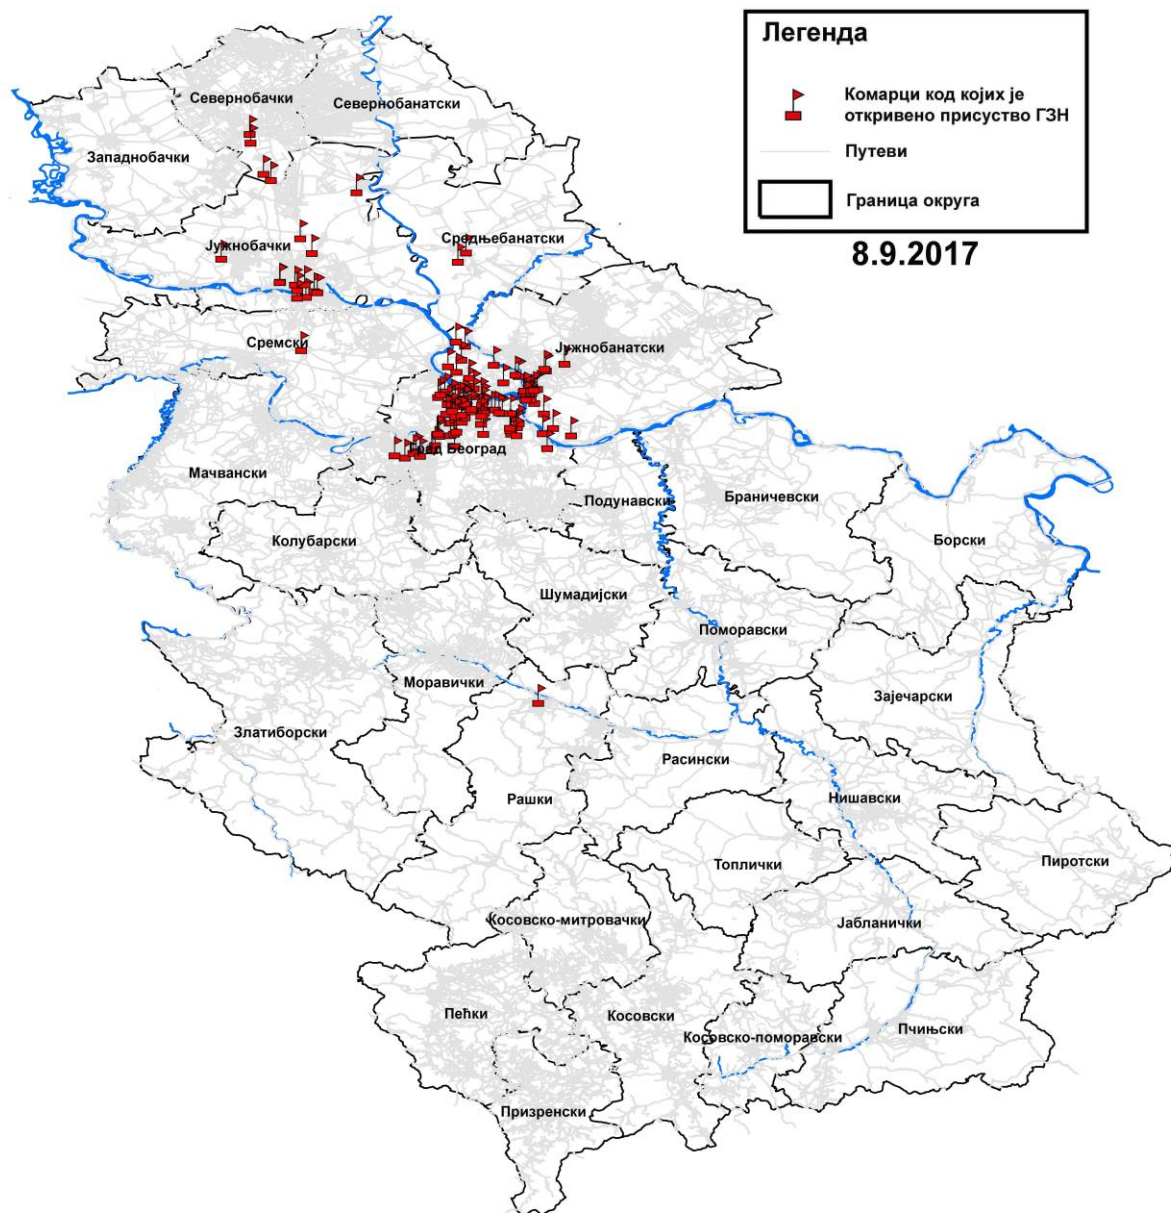 Легенда
Комарци код којих је
откривено присуство ГЗН
Путеви
Граница округа
8.9.2017
Севернобачки
Севернобанатски
Западнобачки
Јужнобачки
Средњебанатски
Сремски
Јужнобанатски
Град Београд
Мачвански
Подунавски
Браничевски
Колубарски
Борски
Шумадијски
Поморавски
Моравички
Зајечарски
Златиборски
Расински
Рашки
Нишавски
Топлички
Пиротски
Косовско-митровачки
Јабланички
Пећки
Косовски
Косовско-поморавски
Пчињски
Призренски